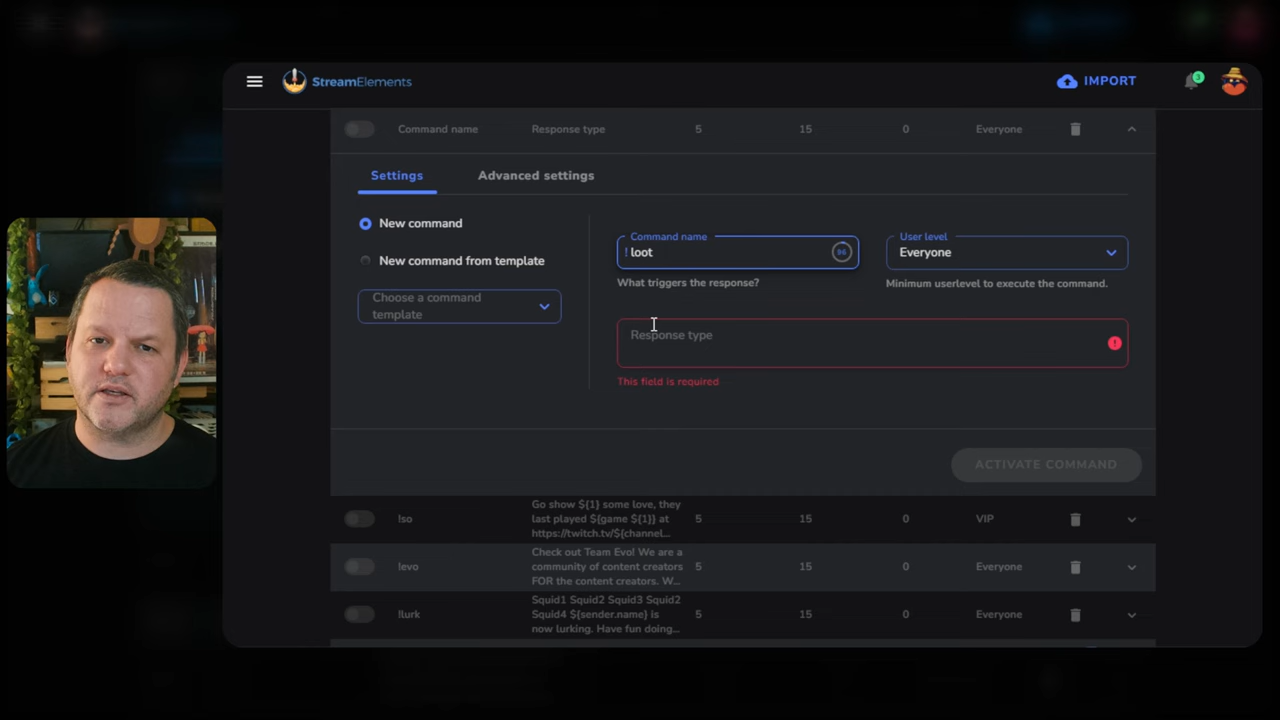 StreamElements
IMPORT
3
Command name Response type 5 15 0 Everyone
Settings Advanced settings
New command
New command from template
Choose a command
template
Command name
! loot
96
What triggers the response?
User level
Everyone
Minimum userlevel to execute the command.
Response type
This field is required
ACTIVATE COMMAND
!so
Go show ${1} some love, they
last played ${game ${1}} at
https://twitch.tv/${channel...
5 15 0 VIP
!evo
Check out Team Evo! We are a
community of content creators
FOR the content creators. W...
5 15 0 Everyone
!lurk
Squid1 Squid2 Squid3 Squid2
Squid4 ${sender.name} is
now lurking. Have fun doing...
5 15 0 Everyone